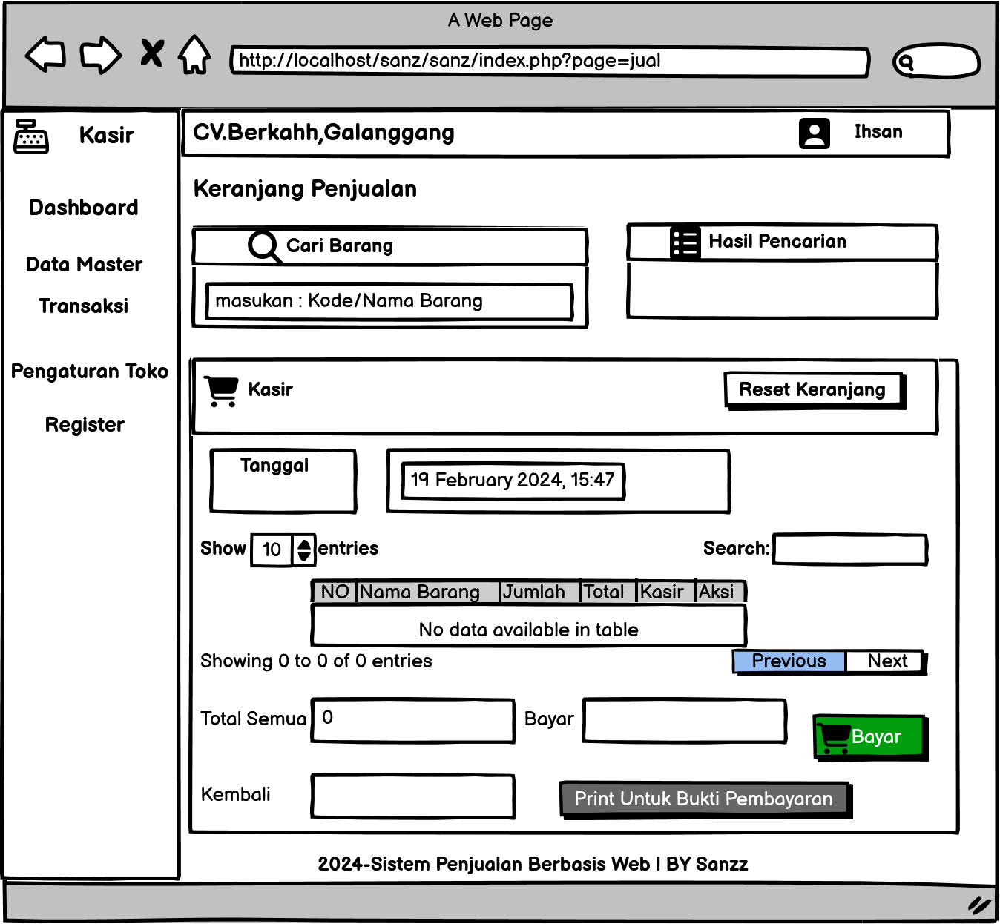 A Web Page
http://localhost/sanz/sanz/index.php?page=jual
Kasir
CV.Berkahh,Galanggang
Ihsan
Dashboard
Data Master
Transaksi
Pengaturan Toko
Register
Keranjang Penjualan
Cari Barang
masukan : Kode/Nama Barang
Hasil Pencarian
Kasir
Reset Keranjang
Tanggal
19 February 2024, 15:47
Show 10 entries
Search:
NO Nama Barang Jumlah Total Kasir Aksi
No data available in table
Showing 0 to 0 of 0 entries
Previous Next
Total Semua 0
Bayar
Bayar
Kembali
Print Untuk Bukti Pembayaran
2024-Sistem Penjualan Berbasis Web | BY Sanzz